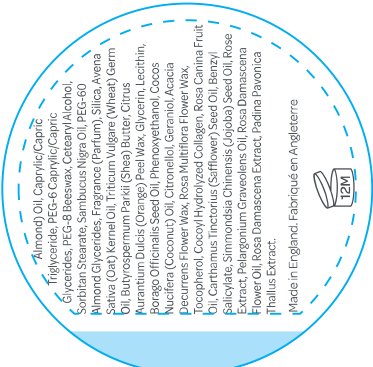 Almond) Oil, Caprylic/Capric
Triglyceride, PEG-6 Caprylic/Capric
Glycerides, PEG-8 Beeswax, Cetearyl Alcohol,
Sorbitan Stearate, Sambucus Nigra Oil, PEG-60
Almond Glycerides, Fragrance (Parfum), Silica, Avena
Sativa (Oat) Kernel Oil, Triticum Vulgare (Wheat) Germ
Oil, Butyrospermum Parkii (Shea) Butter, Citrus
Aurantium Dulcis (Orange) Peel Wax, Glycerin, Lecithin,
Borago Officinalis Seed Oil, Phenoxyethanol, Cocos
Nucifera (Coconut) Oil, Citronellol, Geraniol, Acacia
Decurrens Flower Wax, Rosa Multiflora Flower Wax,
Tocopherol, Cocoyl Hydrolyzed Collagen, Rosa Canina Fruit
Oil, Carthamus Tinctorius (Safflower) Seed Oil, Benzyl
Salicylate, Simmondsia Chinensis (Jojoba) Seed Oil, Rose
Extract, Pelargonium Graveolens Oil, Rosa Damascena
Flower Oil, Rosa Damascena Extract, Padina Pavonica
Thallus Extract.
Made in England. Fabriqué en Angleterre
12M